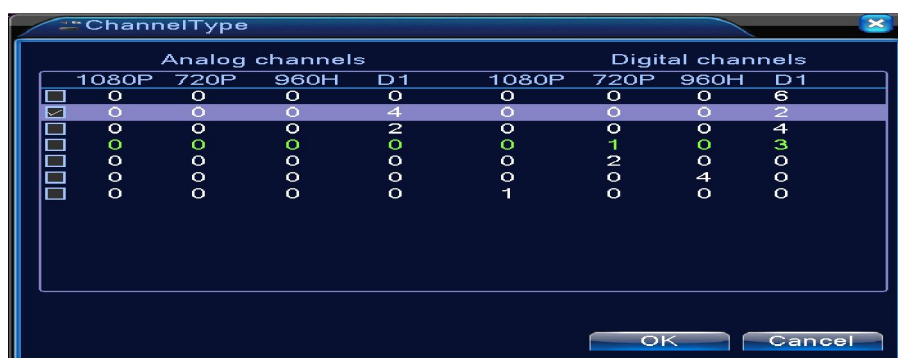 ChannelType
Analog channels Digital channels
1080P 720P 960H D1 1080P 720P 960H D1
0 0 0 0 0 0 0 6
0 0 0 4 0 0 0 2
0 0 0 2 0 0 0 4
0 0 0 0 0 1 0 3
0 0 0 0 0 2 0 0
0 0 0 0 0 0 4 0
0 0 0 0 1 0 0 0
OK Cancel